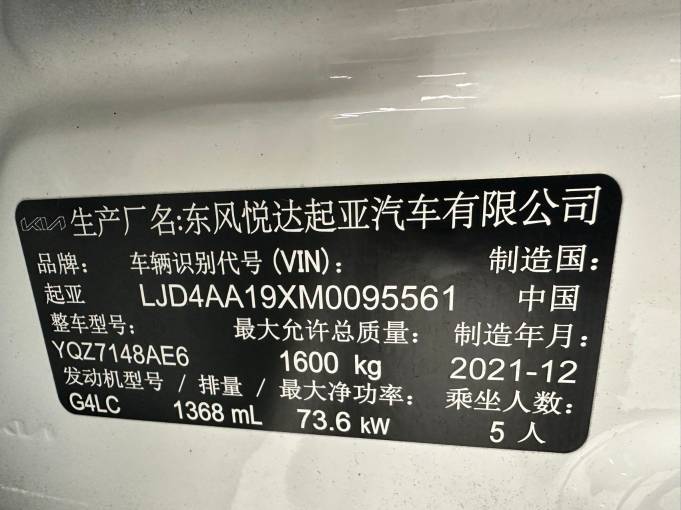 KIA 生产厂名:东风悦达起亚汽车有限公司
品牌: 车辆识别代号(VIN): 制造国:
起亚 LJD4AA19XM0095561 中国
整车型号: 最大允许总质量: 制造年月:
YQZ7148AE6 1600 kg 2021-12
发动机型号 / 排量 / 最大净功率: 乘坐人数:
G4LC 1368 mL 73.6 kW 5 人